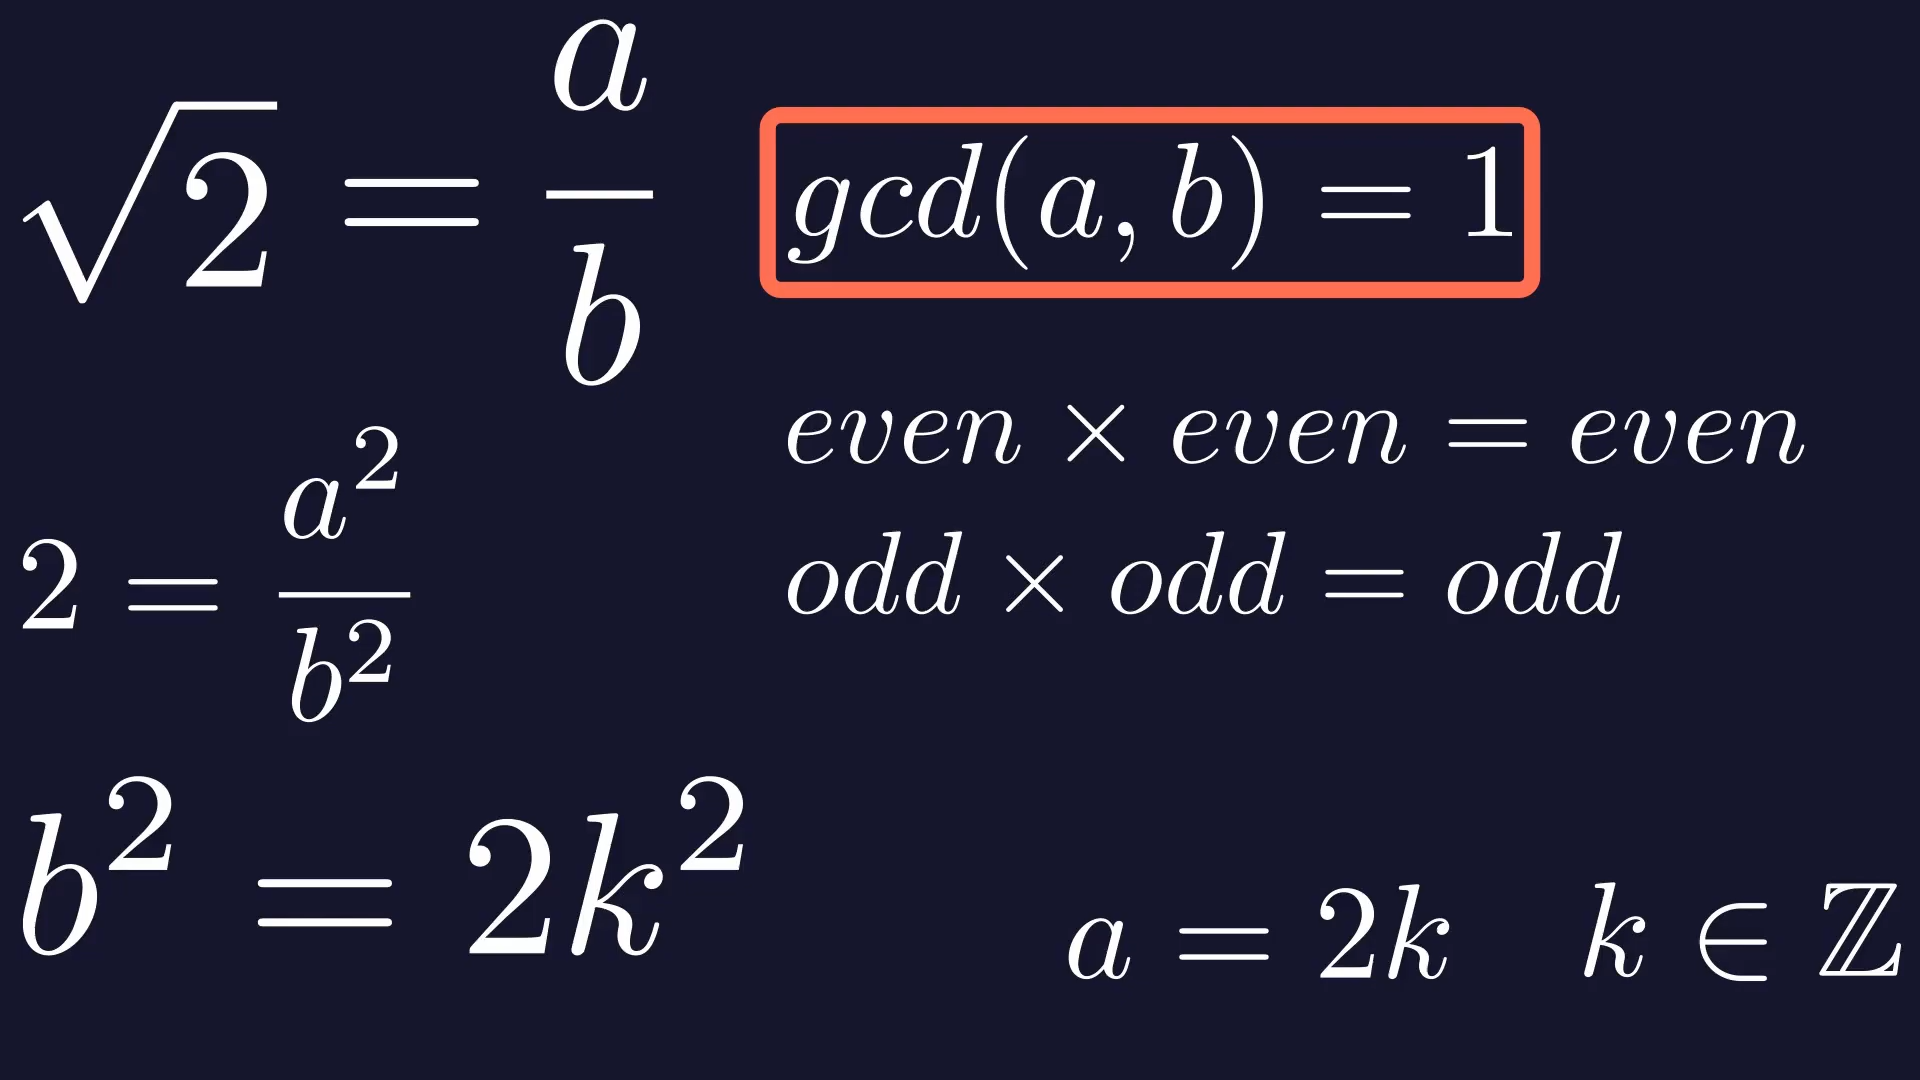 √2 = a/b
gcd(a, b) = 1
even × even = even
odd × odd = odd
2 = a²/b²
b² = 2k²
a = 2k k ∈ ℤ